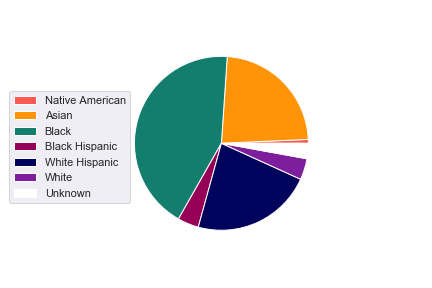 Native American
Asian
Black
Black Hispanic
White Hispanic
White
Unknown